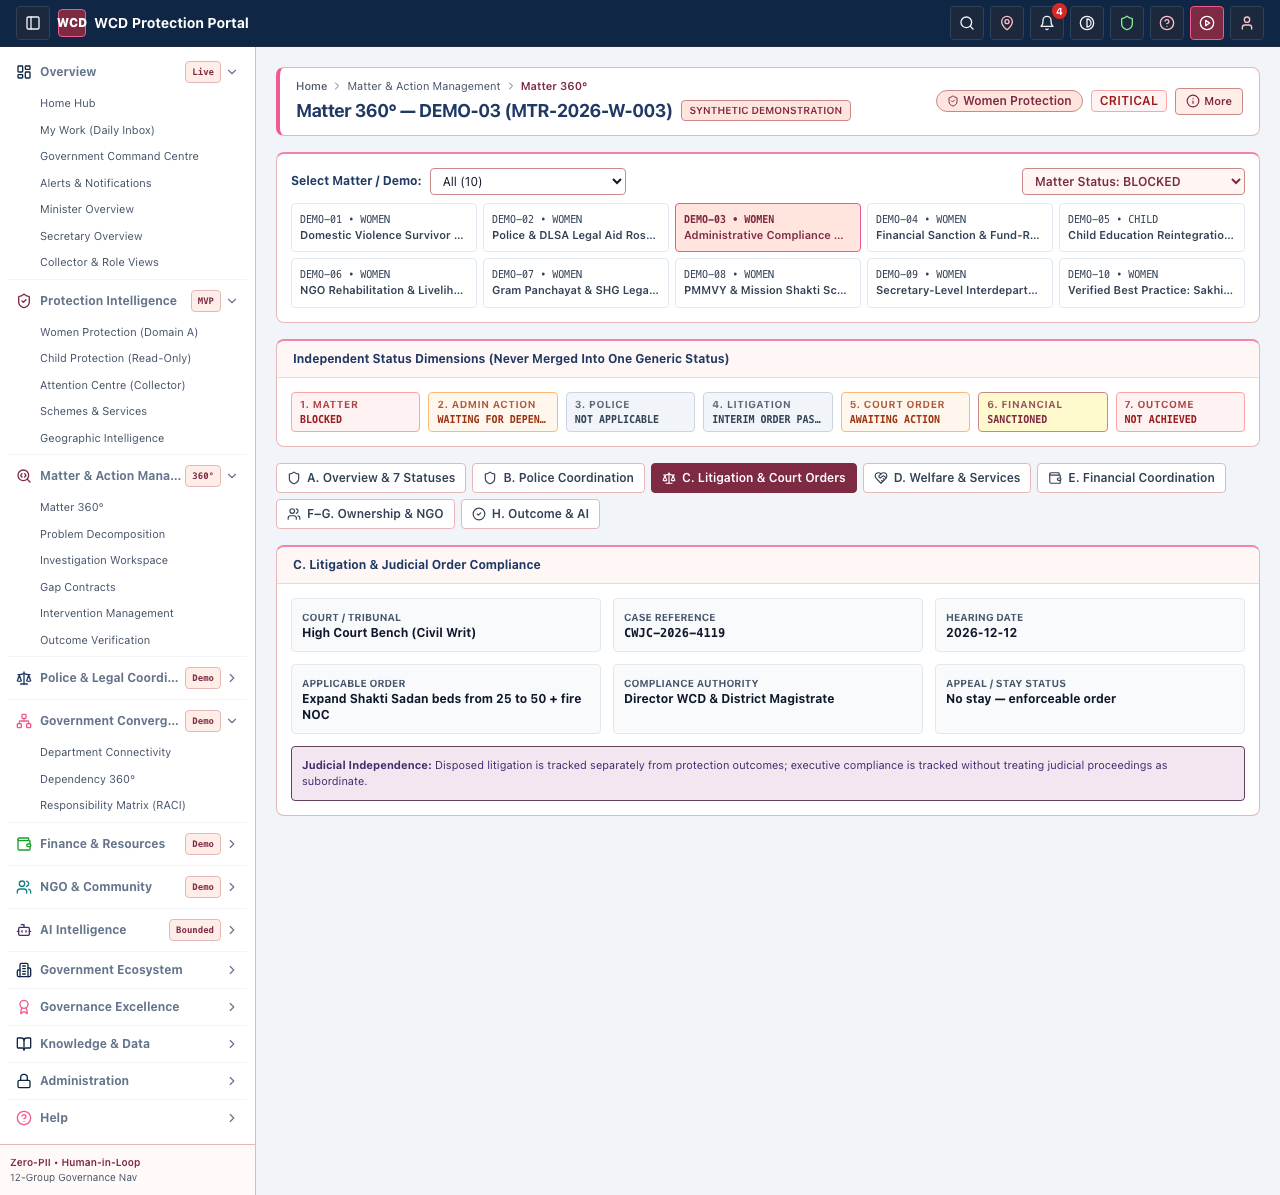 WCD WCD Protection Portal
4
Overview Live
Home Hub
My Work (Daily Inbox)
Government Command Centre
Alerts & Notifications
Minister Overview
Secretary Overview
Collector & Role Views
Protection Intelligence MVP
Women Protection (Domain A)
Child Protection (Read-Only)
Attention Centre (Collector)
Schemes & Services
Geographic Intelligence
Matter & Action Mana... 360°
Matter 360°
Problem Decomposition
Investigation Workspace
Gap Contracts
Intervention Management
Outcome Verification
Police & Legal Coordi... Demo
Government Converg... Demo
Department Connectivity
Dependency 360°
Responsibility Matrix (RACI)
Finance & Resources Demo
NGO & Community Demo
AI Intelligence Bounded
Government Ecosystem
Governance Excellence
Knowledge & Data
Administration
Help
Zero-PII • Human-in-Loop
12-Group Governance Nav
Home > Matter & Action Management > Matter 360°
Matter 360° — DEMO-03 (MTR-2026-W-003) SYNTHETIC DEMONSTRATION
Women Protection CRITICAL More
Select Matter / Demo: All (10) Matter Status: BLOCKED
DEMO-01 • WOMEN
Domestic Violence Survivor ...
DEMO-02 • WOMEN
Police & DLSA Legal Aid Ros...
DEMO-03 • WOMEN
Administrative Compliance ...
DEMO-04 • WOMEN
Financial Sanction & Fund-R...
DEMO-05 • CHILD
Child Education Reintegratio...
DEMO-06 • WOMEN
NGO Rehabilitation & Livelih...
DEMO-07 • WOMEN
Gram Panchayat & SHG Lega...
DEMO-08 • WOMEN
PMMVY & Mission Shakti Sc...
DEMO-09 • WOMEN
Secretary-Level Interdepart...
DEMO-10 • WOMEN
Verified Best Practice: Sakhi...
Independent Status Dimensions (Never Merged Into One Generic Status)
1. MATTER
BLOCKED
2. ADMIN ACTION
WAITING FOR DEPEN...
3. POLICE
NOT APPLICABLE
4. LITIGATION
INTERIM ORDER PAS...
5. COURT ORDER
AWAITING ACTION
6. FINANCIAL
SANCTIONED
7. OUTCOME
NOT ACHIEVED
A. Overview & 7 Statuses
B. Police Coordination
C. Litigation & Court Orders
D. Welfare & Services
E. Financial Coordination
F–G. Ownership & NGO
H. Outcome & AI
C. Litigation & Judicial Order Compliance
COURT / TRIBUNAL
High Court Bench (Civil Writ)
CASE REFERENCE
CWJC-2026-4119
HEARING DATE
2026-12-12
APPLICABLE ORDER
Expand Shakti Sadan beds from 25 to 50 + fire
NOC
COMPLIANCE AUTHORITY
Director WCD & District Magistrate
APPEAL / STAY STATUS
No stay — enforceable order
Judicial Independence: Disposed litigation is tracked separately from protection outcomes; executive compliance is tracked without treating judicial proceedings as
subordinate.